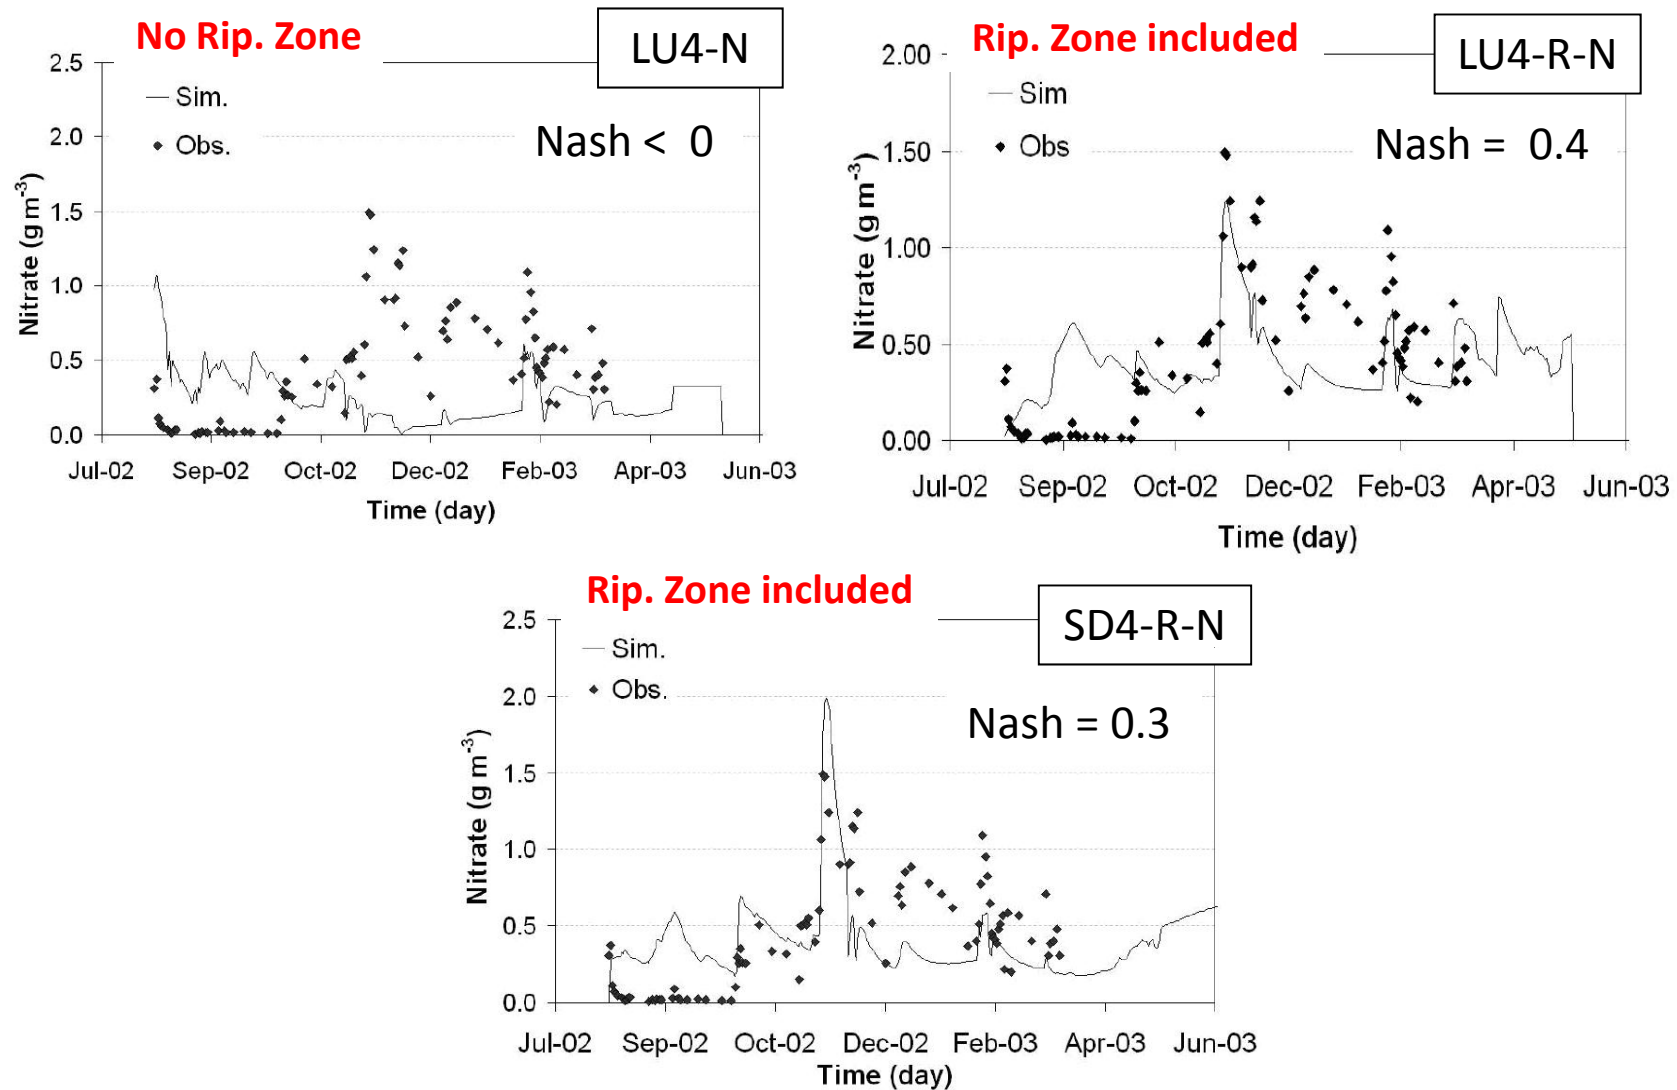 No Rip. Zone
LU4-N
2.5
2.0
1.5
1.0
0.5
0.0
Sim.
Obs.
Nash < 0
Nitrate (g m-3)
Jul-02 Sep-02 Oct-02 Dec-02 Feb-03 Apr-03 Jun-03
Time (day)
Rip. Zone included
LU4-R-N
2.00
1.50
1.00
0.50
0.00
Sim
Obs
Nash = 0.4
Nitrate (g m-3)
Jul-02 Sep-02 Oct-02 Dec-02 Feb-03 Apr-03 Jun-03
Time (day)
Rip. Zone included
SD4-R-N
2.5
2.0
1.5
1.0
0.5
0.0
Sim.
Obs.
Nash = 0.3
Nitrate (g m-3)
Jul-02 Sep-02 Oct-02 Dec-02 Feb-03 Apr-03 Jun-03
Time (day)